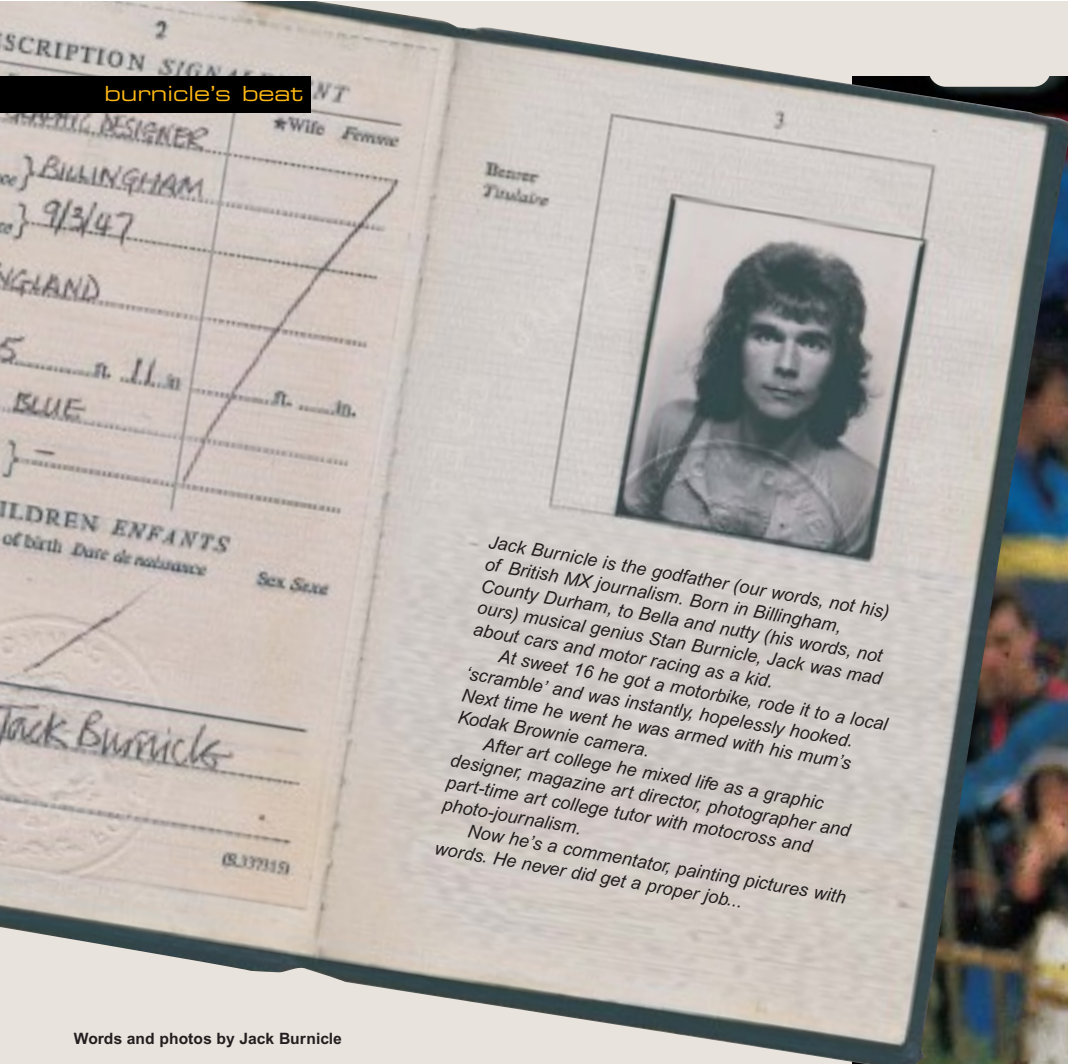 2
SCRIPTION SIGNALEMENT
burnicle's beat
DESIGNER
★Wife Femme
BILLINGHAM
9/3/47
NGLAND
5 ft. 11 in ft. in.
BLUE
} –
ILDREN ENFANTS
of birth Date de naissance Sex Sexe
Jack Burnicle
3
Bearer
Titulaire
Jack Burnicle is the godfather (our words, not his)
of British MX journalism. Born in Billingham,
County Durham, to Bella and nutty (his words, not
ours) musical genius Stan Burnicle, Jack was mad
about cars and motor racing as a kid.
At sweet 16 he got a motorbike, rode it to a local
‘scramble’ and was instantly, hopelessly hooked.
Next time he went he was armed with his mum’s
Kodak Brownie camera.
After art college he mixed life as a graphic
designer, magazine art director, photographer and
part-time art college tutor with motocross and
photo-journalism.
Now he’s a commentator, painting pictures with
words. He never did get a proper job...
Words and photos by Jack Burnicle